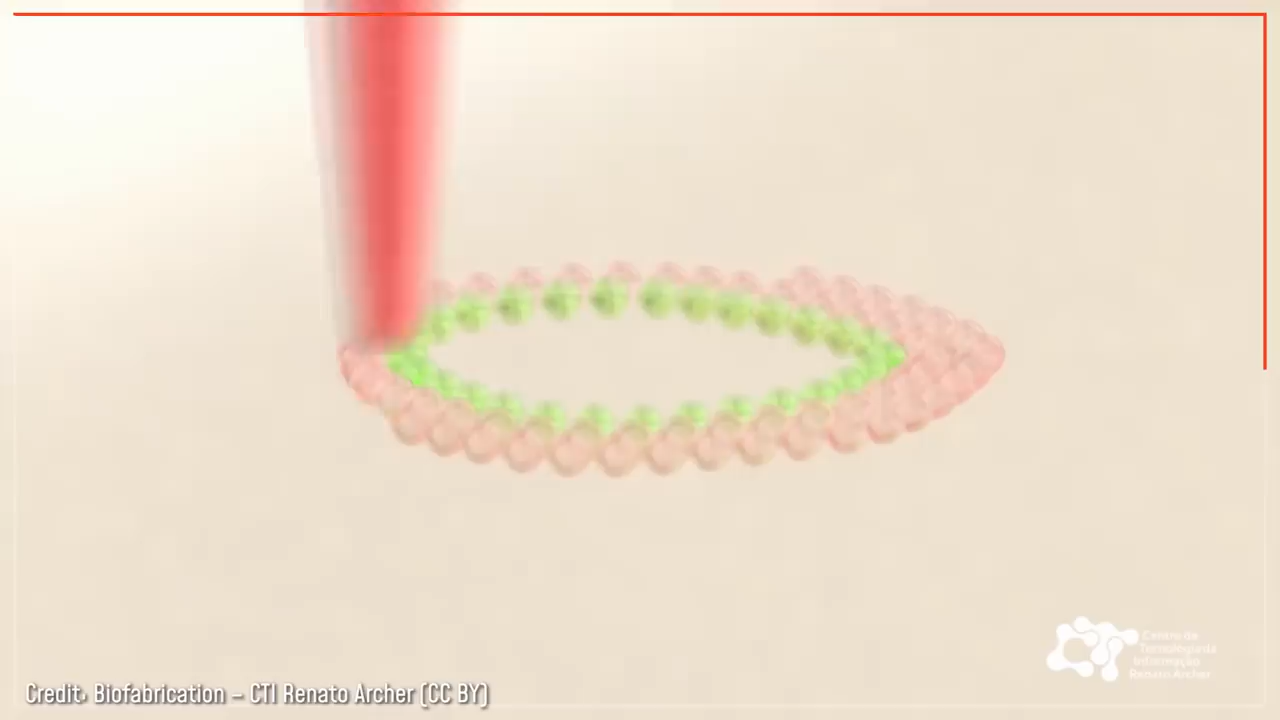 Centro de
Tecnologia da
Informação
Renato Archer
Credit: Biofabrication – CTI Renato Archer (CC BY)